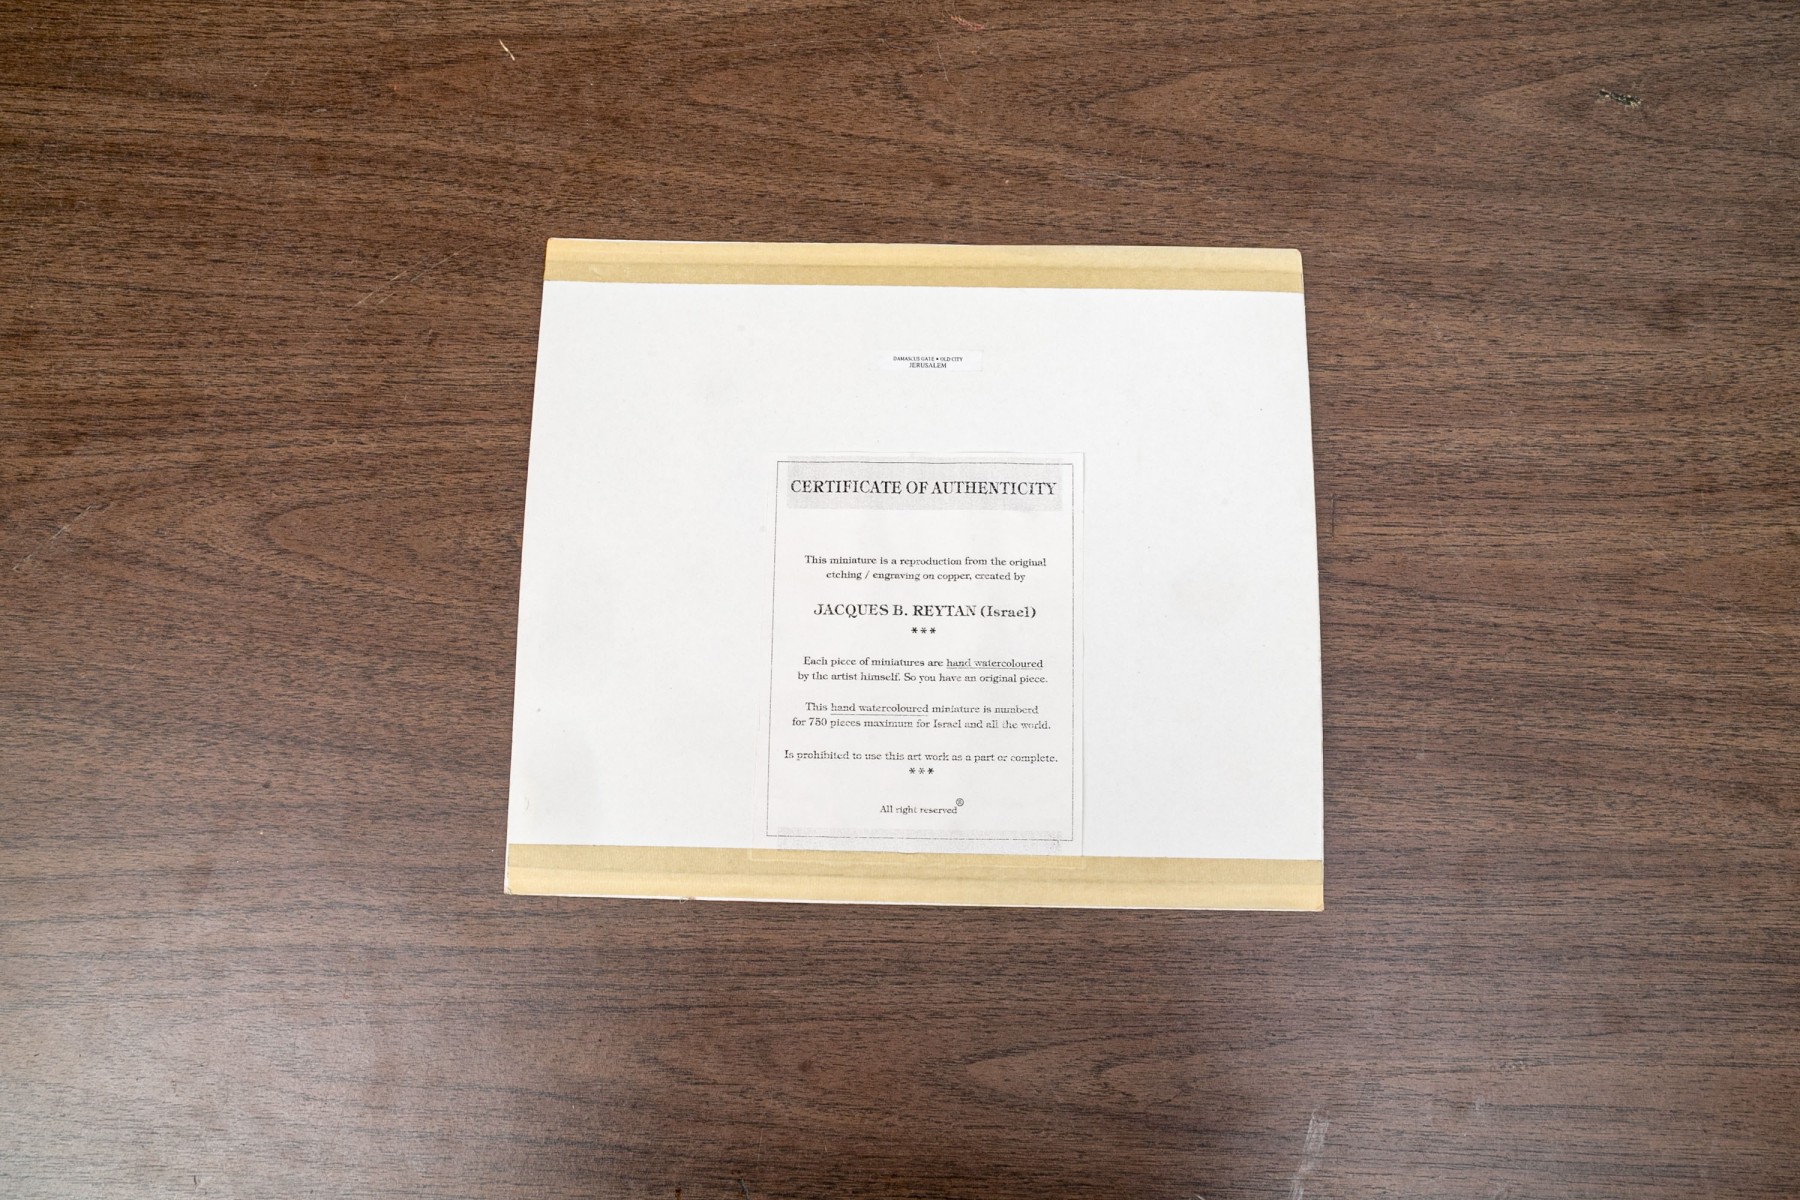 DAMASCUS GATE • OLD CITY
JERUSALEM
CERTIFICATE OF AUTHENTICITY
This miniature is a reproduction from the original
etching / engraving on copper, created by
JACQUES B. REYTAN (Israel)
***
Each piece of miniatures are hand watercoloured
by the artist himself. So you have an original piece.
This hand watercoloured miniature is numberd
for 750 pieces maximum for Israel and all the world.
Is prohibited to use this art work as a part or complete.
***
All right reserved®